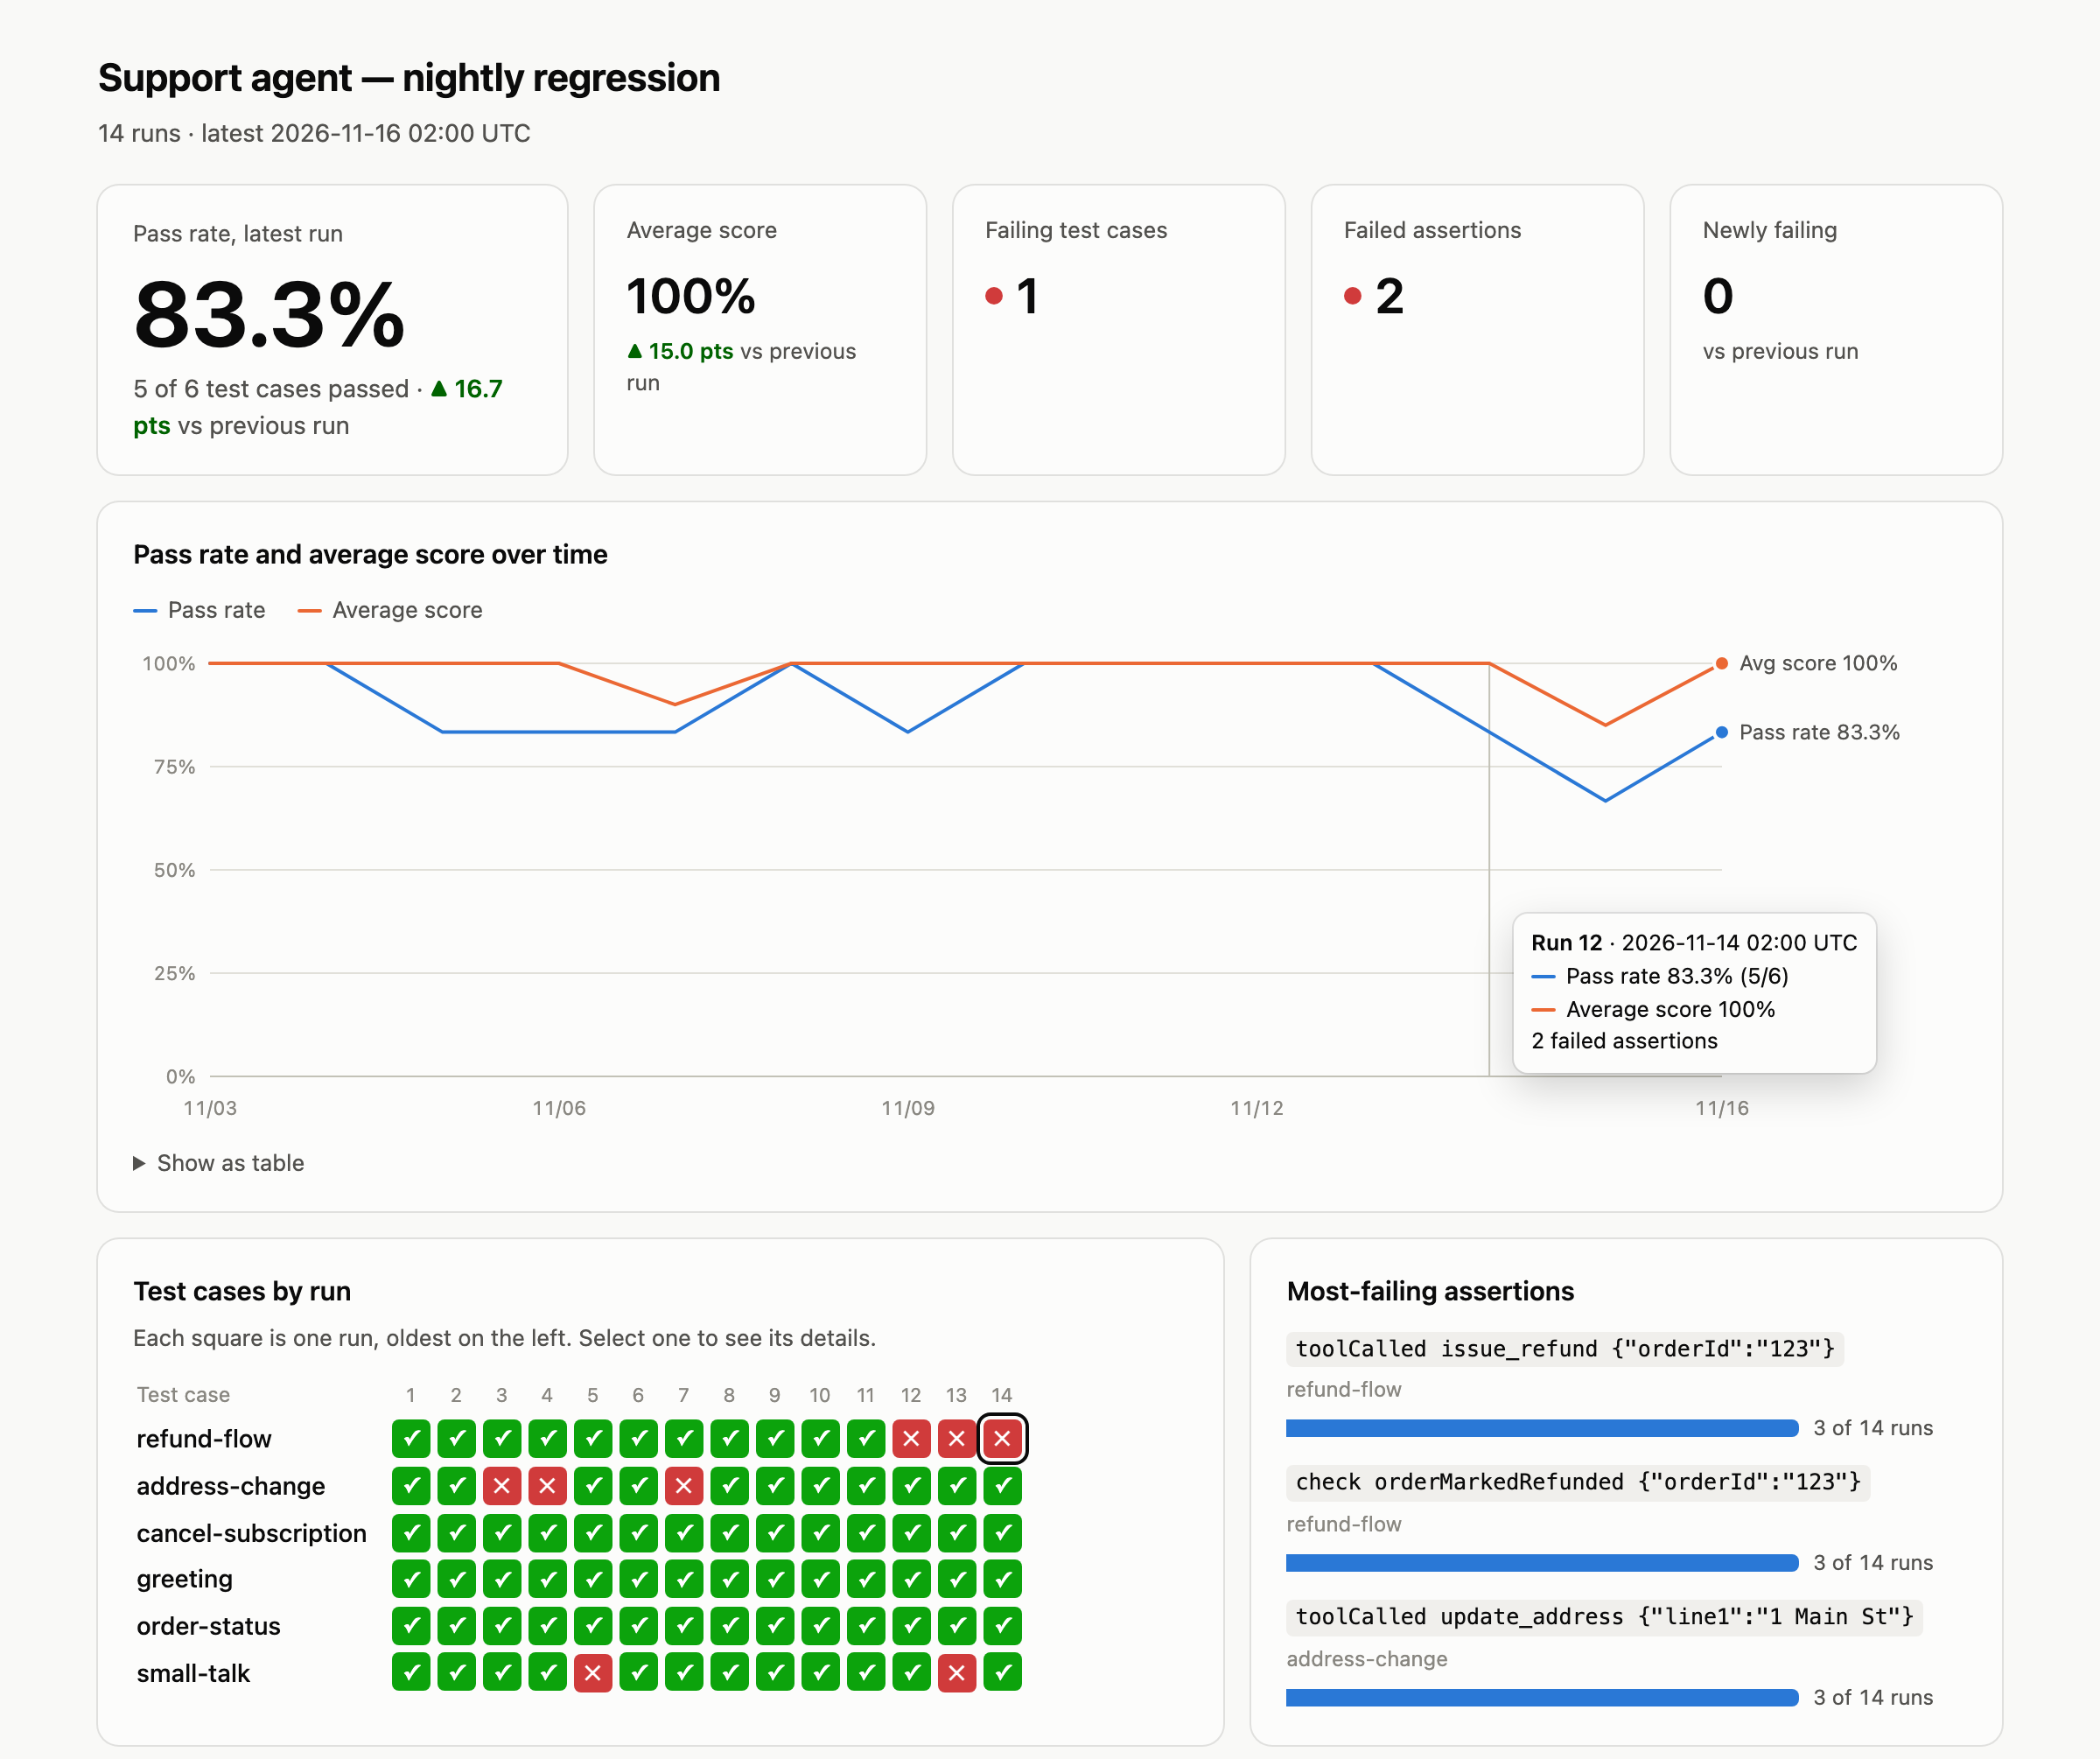 Support agent — nightly regression
14 runs · latest 2026-11-16 02:00 UTC
Pass rate, latest run
83.3%
5 of 6 test cases passed · ▲ 16.7
pts vs previous run
Average score
100%
▲ 15.0 pts vs previous
run
Failing test cases
1
Failed assertions
2
Newly failing
0
vs previous run
Pass rate and average score over time
Pass rate Average score
100%
75%
50%
25%
0%
Avg score 100%
Pass rate 83.3%
Run 12 · 2026-11-14 02:00 UTC
Pass rate 83.3% (5/6)
Average score 100%
2 failed assertions
11/03 11/06 11/09 11/12 11/16
▶ Show as table
Test cases by run
Each square is one run, oldest on the left. Select one to see its details.
Test case 1 2 3 4 5 6 7 8 9 10 11 12 13 14
refund-flow ✓ ✓ ✓ ✓ ✓ ✓ ✓ ✓ ✓ ✓ ✓ ✕ ✕ ✕
address-change ✓ ✓ ✕ ✕ ✓ ✓ ✕ ✓ ✓ ✓ ✓ ✓ ✓ ✓
cancel-subscription ✓ ✓ ✓ ✓ ✓ ✓ ✓ ✓ ✓ ✓ ✓ ✓ ✓ ✓
greeting ✓ ✓ ✓ ✓ ✓ ✓ ✓ ✓ ✓ ✓ ✓ ✓ ✓ ✓
order-status ✓ ✓ ✓ ✓ ✓ ✓ ✓ ✓ ✓ ✓ ✓ ✓ ✓ ✓
small-talk ✓ ✓ ✓ ✓ ✕ ✓ ✓ ✓ ✓ ✓ ✓ ✓ ✕ ✓
Most-failing assertions
toolCalled issue_refund {"orderId":"123"}
refund-flow
3 of 14 runs
check orderMarkedRefunded {"orderId":"123"}
refund-flow
3 of 14 runs
toolCalled update_address {"line1":"1 Main St"}
address-change
3 of 14 runs